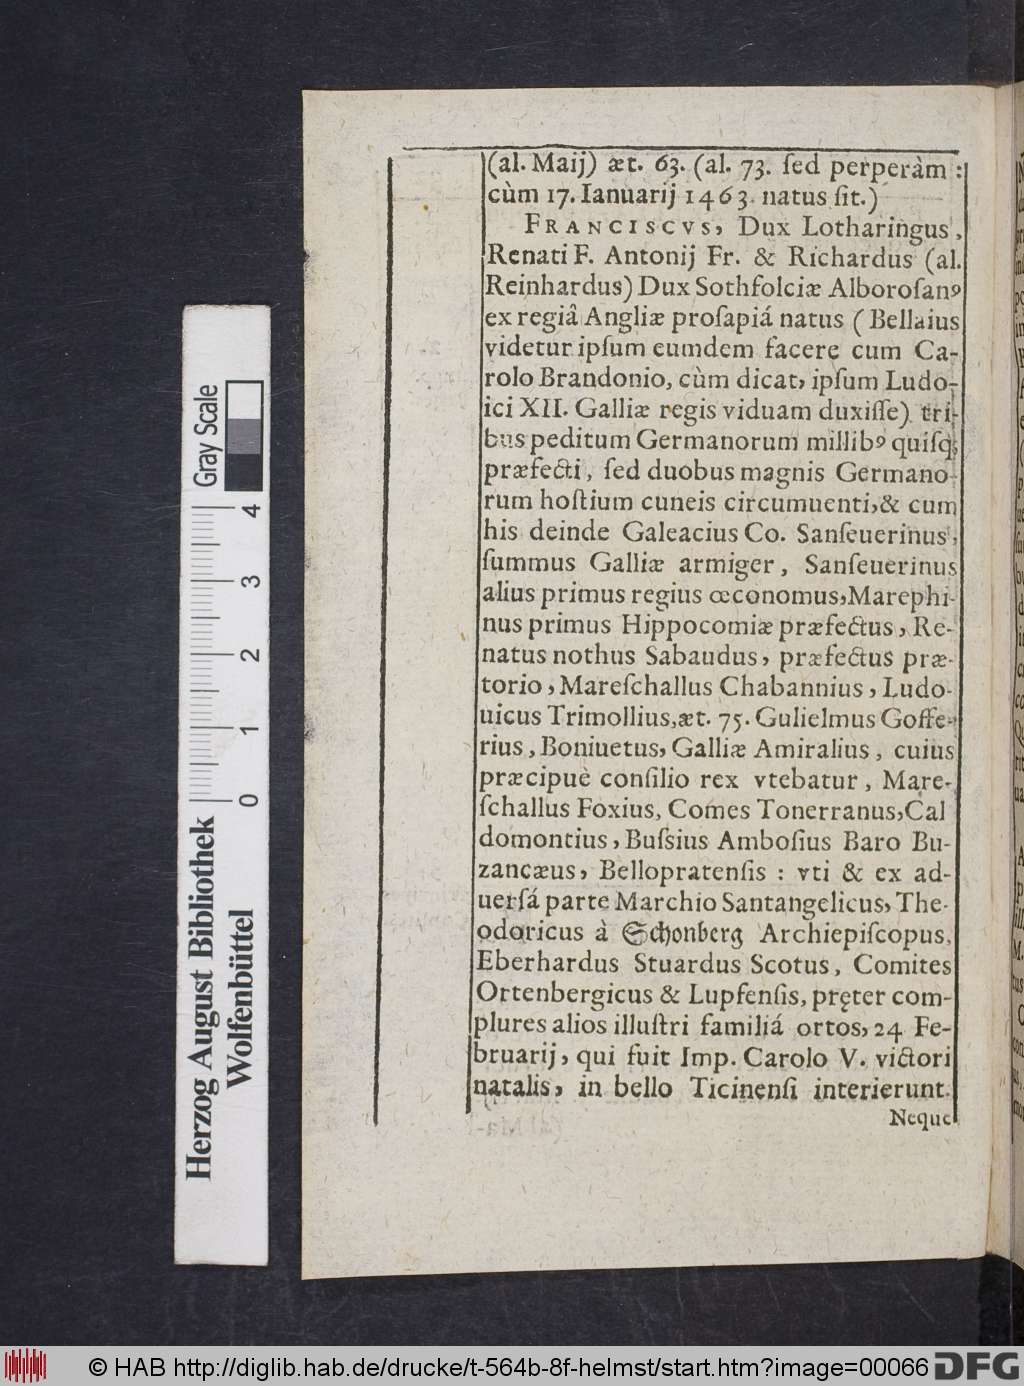 (al. Maij) æt. 63. (al. 73. ſed perperàm :
cùm 17. Ianuarij 1463. natus ſit.)
FRANCISCVS, Dux Lotharingus,
Renati F. Antonij Fr. & Richardus (al.
Reinhardus) Dux Sothfolciæ Alboroſanꝰ
ex regiâ Angliæ proſapiá natus ( Bellaius
videtur ipſum eumdem facere cum Ca-
rolo Brandonio, cùm dicat, ipſum Ludo-
ici XII. Galliæ regis viduam duxiſſe) tri-
bus peditum Germanorum millibꝰ quiſq;
præfecti, ſed duobus magnis Germano-
rum hoſtium cuneis circumuenti, & cum
his deinde Galeacius Co. Sanſeuerinus,
ſummus Galliæ armiger, Sanſeuerinus
alius primus regius œconomus, Marephi-
nus primus Hippocomiæ præfectus, Re-
natus nothus Sabaudus, præfectus præ-
torio, Mareſchallus Chabannius, Ludo-
uicus Trimollius, æt. 75. Gulielmus Goffe-
rius, Boniuetus, Galliæ Amiralius, cuius
præcipuè conſilio rex vtebatur, Mare-
ſchallus Foxius, Comes Tonerranus, Cal
domontius, Buſsius Amboſius Baro Bu-
zancæus, Bellopratenſis : vti & ex ad-
uerſá parte Marchio Santangelicus, The-
odoricus à Schonberg Archiepiſcopus,
Eberhardus Stuardus Scotus, Comites
Ortenbergicus & Lupfenſis, pręter com-
plures alios illuſtri familiá ortos, 24 Fe-
bruarij, qui fuit Imp. Carolo V. victori
natalis, in bello Ticinenſi interierunt.
Neque
Gray Scale
4
3
2
1
0
Herzog August Bibliothek
Wolfenbüttel
© HAB http://diglib.hab.de/drucke/t-564b-8f-helmst/start.htm?image=00066
DFG